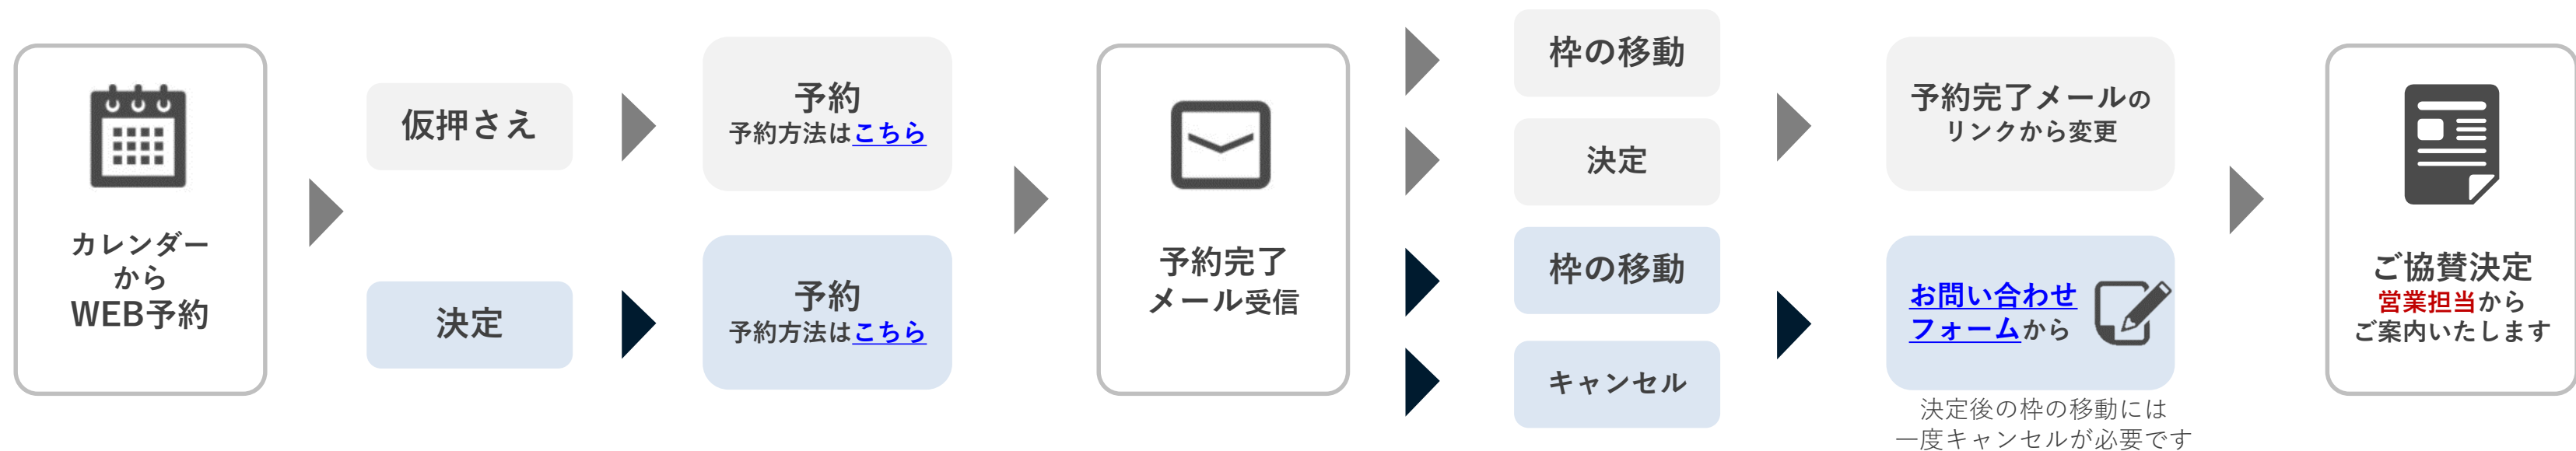 カレンダー
から
WEB予約
仮押さえ
決定
予約
予約方法はこちら
予約
予約方法はこちら
予約完了
メール受信
枠の移動
決定
枠の移動
キャンセル
予約完了メールの
リンクから変更
お問い合わせ
フォームから
決定後の枠の移動には
一度キャンセルが必要です
ご協賛決定
営業担当から
ご案内いたします